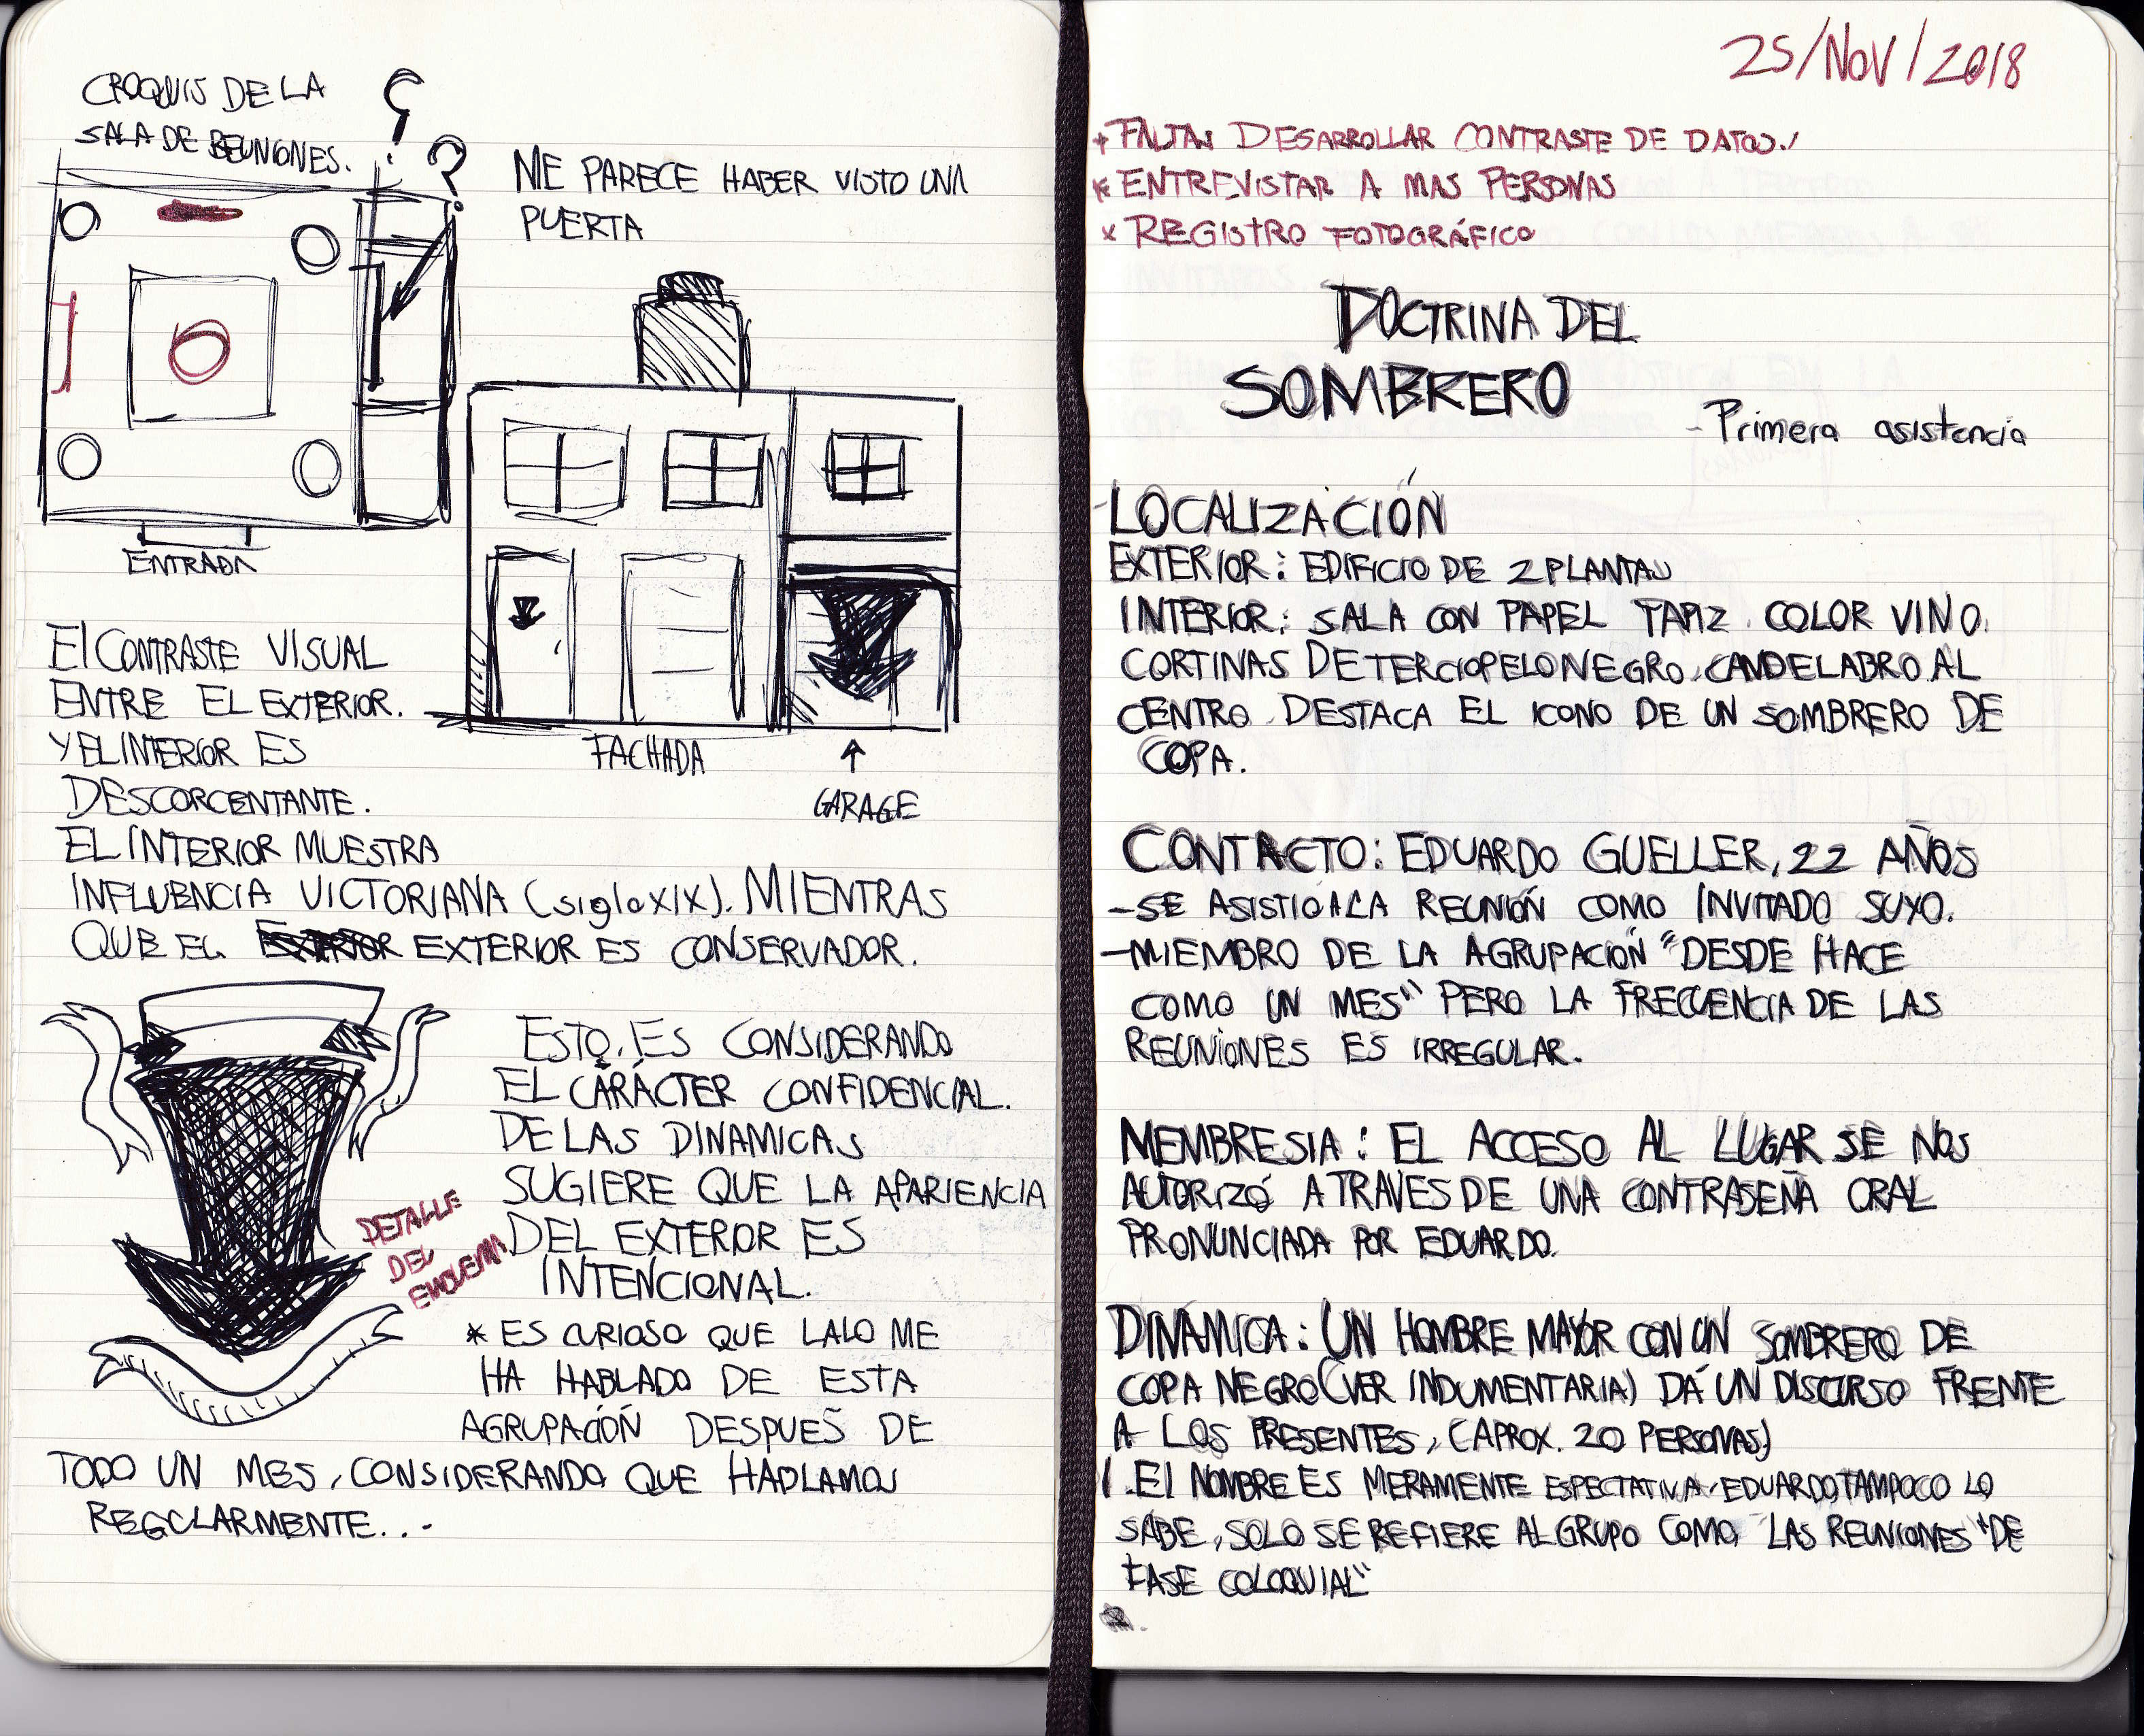 CROQUIS DE LA
SALA DE REUNIONES.
¿
?
ME PARECE HABER VISTO UNA
PUERTA
ENTRADA
FACHADA
GARAGE
El CONTRASTE VISUAL
ENTRE EL EXTERIOR.
Y EL INTERIOR ES
DESCORCENTANTE.
EL INTERIOR MUESTRA
INFLUENCIA VICTORIANA (siglo XIX). MIENTRAS
QUE EL EXTERIOR ES CONSERVADOR.
ESTO, ES CONSIDERANDO
EL CARÁCTER CONFIDENCIAL.
DE LAS DINAMICAS
SUGIERE QUE LA APARIENCIA
DEL EXTERIOR ES
INTENCIONAL.
DETALLE
DEL
EMBLEMA
* ES CURIOSO QUE LALO ME
HA HABLADO DE ESTA
AGRUPACIÓN DESPUÉS DE
TODO UN MES, CONSIDERANDO QUE HABLAMOS
REGULARMENTE...
25/NOV/2018
* FALTAN DESARROLLAR CONTRASTE DE DATOS.
* ENTREVISTAR A MAS PERSONAS
* REGISTRO FOTOGRÁFICO
DOCTRINA DEL
SOMBRERO
- Primera asistencia
- LOCALIZACIÓN
EXTERIOR: EDIFICIO DE 2 PLANTAS
INTERIOR: SALA CON PAPEL TAPIZ COLOR VINO.
CORTINAS DE TERCIOPELO NEGRO, CANDELABRO AL
CENTRO. DESTACA EL ICONO DE UN SOMBRERO DE
COPA.
CONTACTO: EDUARDO GUELLER, 22 AÑOS
- SE ASISTIÓ A LA REUNIÓN COMO INVITADO SUYO.
- MIEMBRO DE LA AGRUPACIÓN "DESDE HACE
COMO UN MES" PERO LA FRECUENCIA DE LAS
REUNIONES ES IRREGULAR.
MEMBRESIA: EL ACCESO AL LUGAR SE NOS
AUTORIZÓ A TRAVES DE UNA CONTRASEÑA ORAL
PRONUNCIADA POR EDUARDO.
DINÁMICA: UN HOMBRE MAYOR CON UN SOMBRERO DE
COPA NEGRO (VER INDUMENTARIA) DA UN DISCURSO FRENTE
A LOS PRESENTES, (APROX. 20 PERSONAS)
1. El NOMBRE ES MERAMENTE ESPECTATIVA, EDUARDO, TAMPOCO LO
SABE, SOLO SE REFIERE AL GRUPO COMO, LAS REUNIONES "DE
FASE COLOQUIAL"